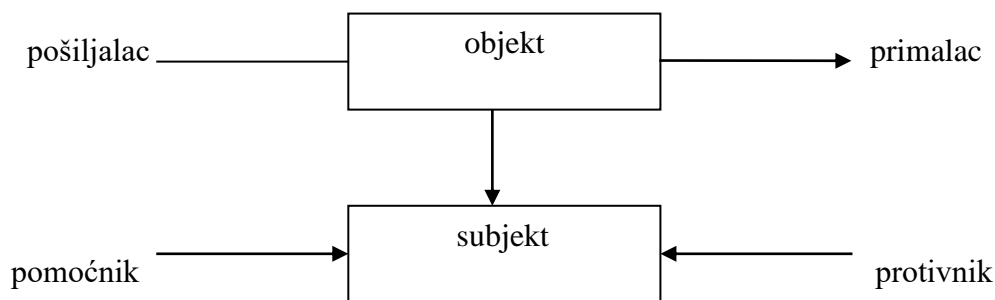 pošiljalac
objekt
primalac
pomoćnik
subjekt
protivnik